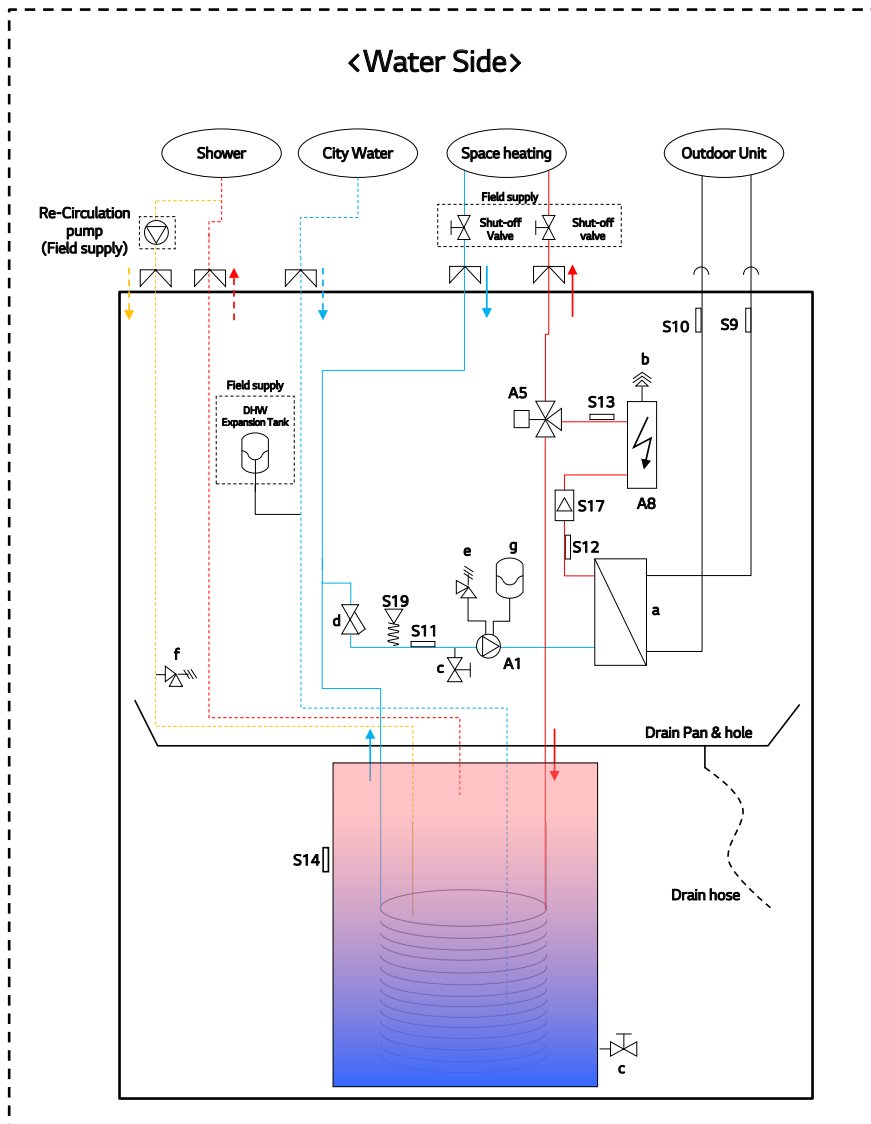 <Water Side>
Shower
City Water
Space heating
Outdoor Unit
Field supply
Re-Circulation
pump
(Field supply)
Shut-off
Valve
Shut-off
valve
S10
S9
b
Field supply
DHW
Expansion Tank
A5
S13
A8
S17
S12
e
g
a
d
S19
S11
c
A1
f
Drain Pan & hole
S14
Drain hose
c